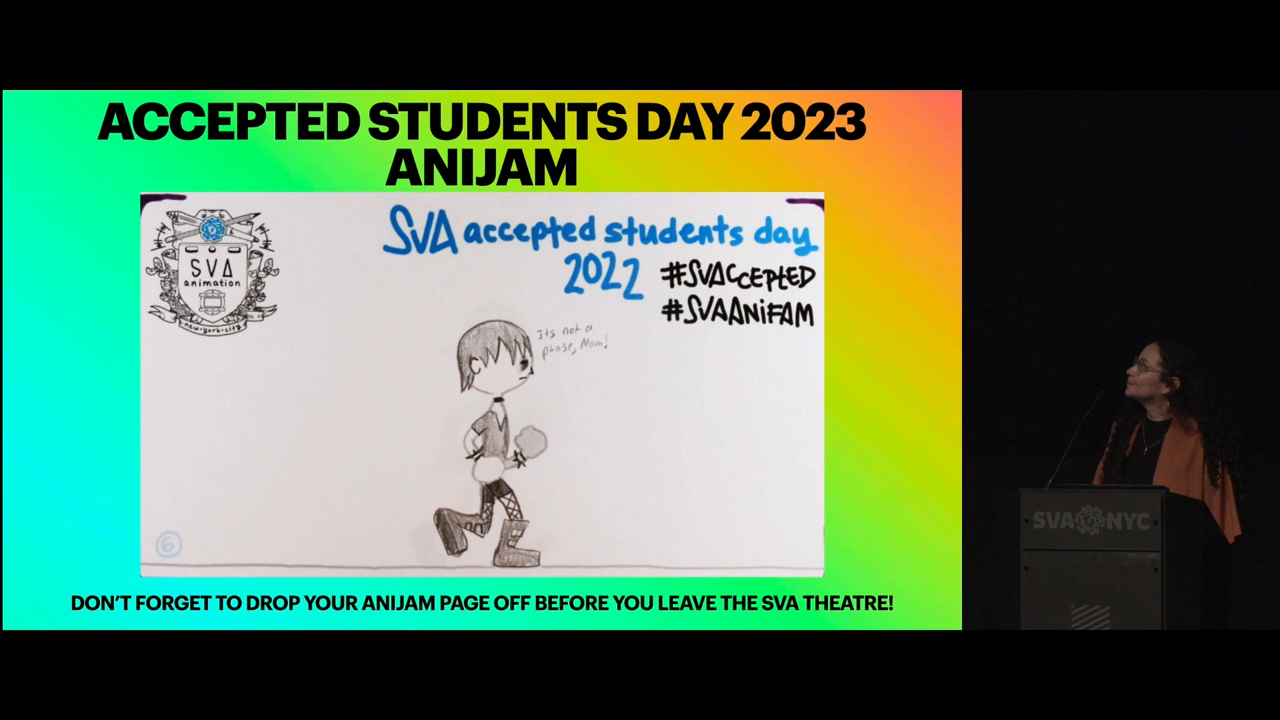 ACCEPTED STUDENTS DAY 2023
ANIJAM
SVA accepted students day
2022
#SVACCEPTED
#SVAANIFAM
SVA
animation
new-york-city
Its not a
phase, Mom!
6
DON'T FORGET TO DROP YOUR ANIJAM PAGE OFF BEFORE YOU LEAVE THE SVA THEATRE!
SVA NYC